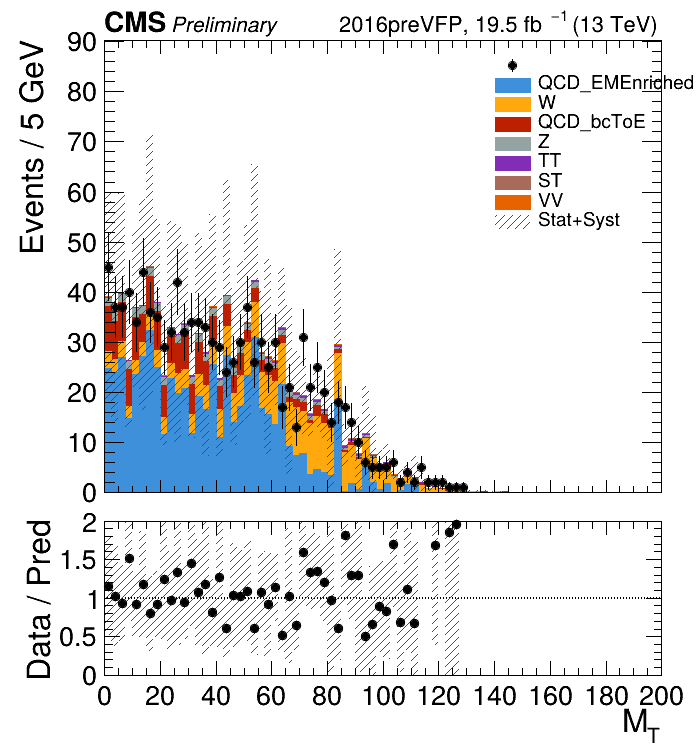 CMS Preliminary 2016preVFP, 19.5 fb⁻¹ (13 TeV)
Events / 5 GeV
90
80
70
60
50
40
30
20
10
0
QCD_EMEnriched
W
QCD_bcToE
Z
TT
ST
VV
Stat+Syst
Data / Pred
2
1.5
1
0.5
0
0 20 40 60 80 100 120 140 160 180 200
M_T